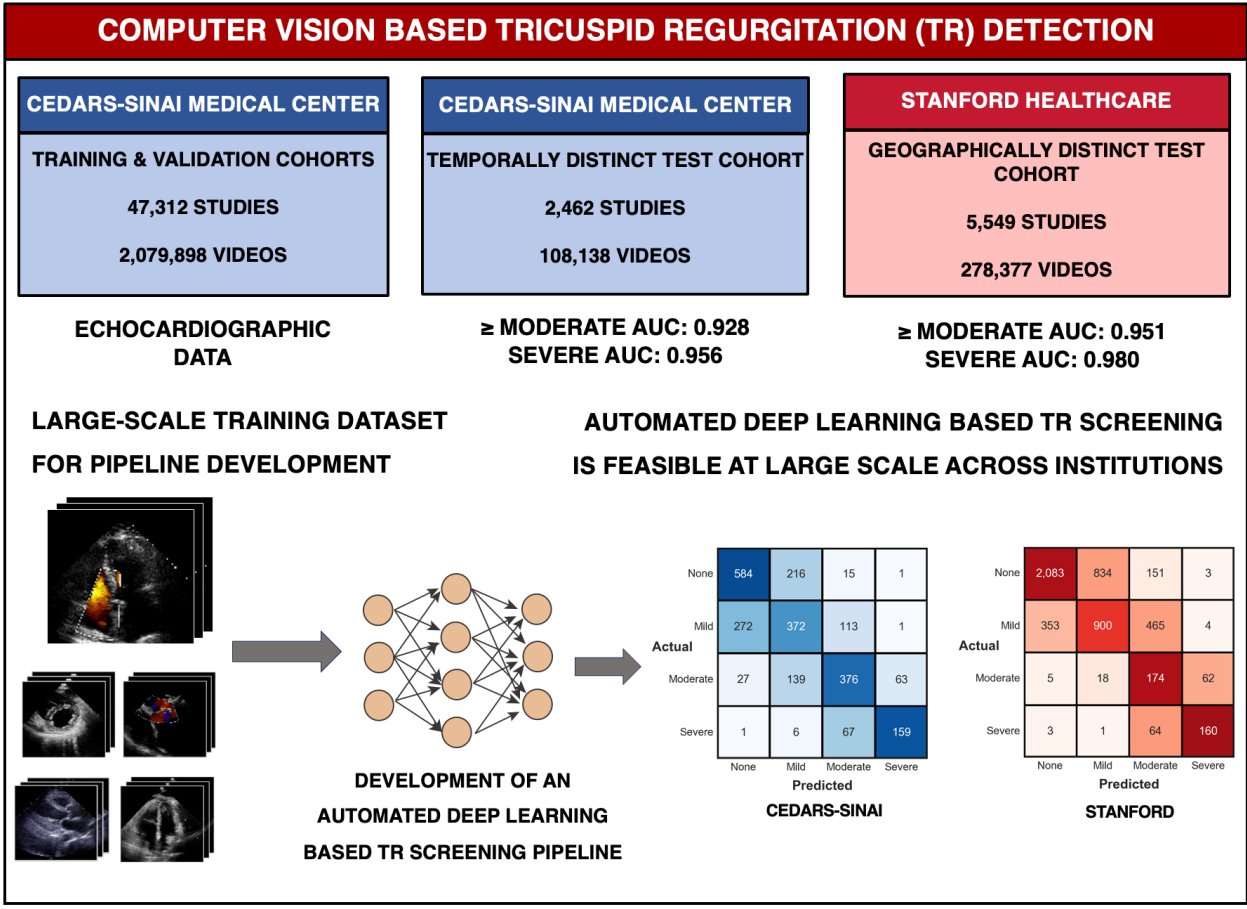 COMPUTER VISION BASED TRICUSPID REGURGITATION (TR) DETECTION
CEDARS-SINAI MEDICAL CENTER
TRAINING & VALIDATION COHORTS
47,312 STUDIES
2,079,898 VIDEOS
CEDARS-SINAI MEDICAL CENTER
TEMPORALLY DISTINCT TEST COHORT
2,462 STUDIES
108,138 VIDEOS
STANFORD HEALTHCARE
GEOGRAPHICALLY DISTINCT TEST
COHORT
5,549 STUDIES
278,377 VIDEOS
ECHOCARDIOGRAPHIC
DATA
≥ MODERATE AUC: 0.928
SEVERE AUC: 0.956
≥ MODERATE AUC: 0.951
SEVERE AUC: 0.980
LARGE-SCALE TRAINING DATASET
FOR PIPELINE DEVELOPMENT
AUTOMATED DEEP LEARNING BASED TR SCREENING
IS FEASIBLE AT LARGE SCALE ACROSS INSTITUTIONS
DEVELOPMENT OF AN
AUTOMATED DEEP LEARNING
BASED TR SCREENING PIPELINE
None 584 216 15 1
Mild 272 372 113 1
Actual
Moderate 27 139 376 63
Severe 1 6 67 159
None Mild Moderate Severe
Predicted
CEDARS-SINAI
None 2,083 834 151 3
Mild 353 900 465 4
Actual
Moderate 5 18 174 62
Severe 3 1 64 160
None Mild Moderate Severe
Predicted
STANFORD